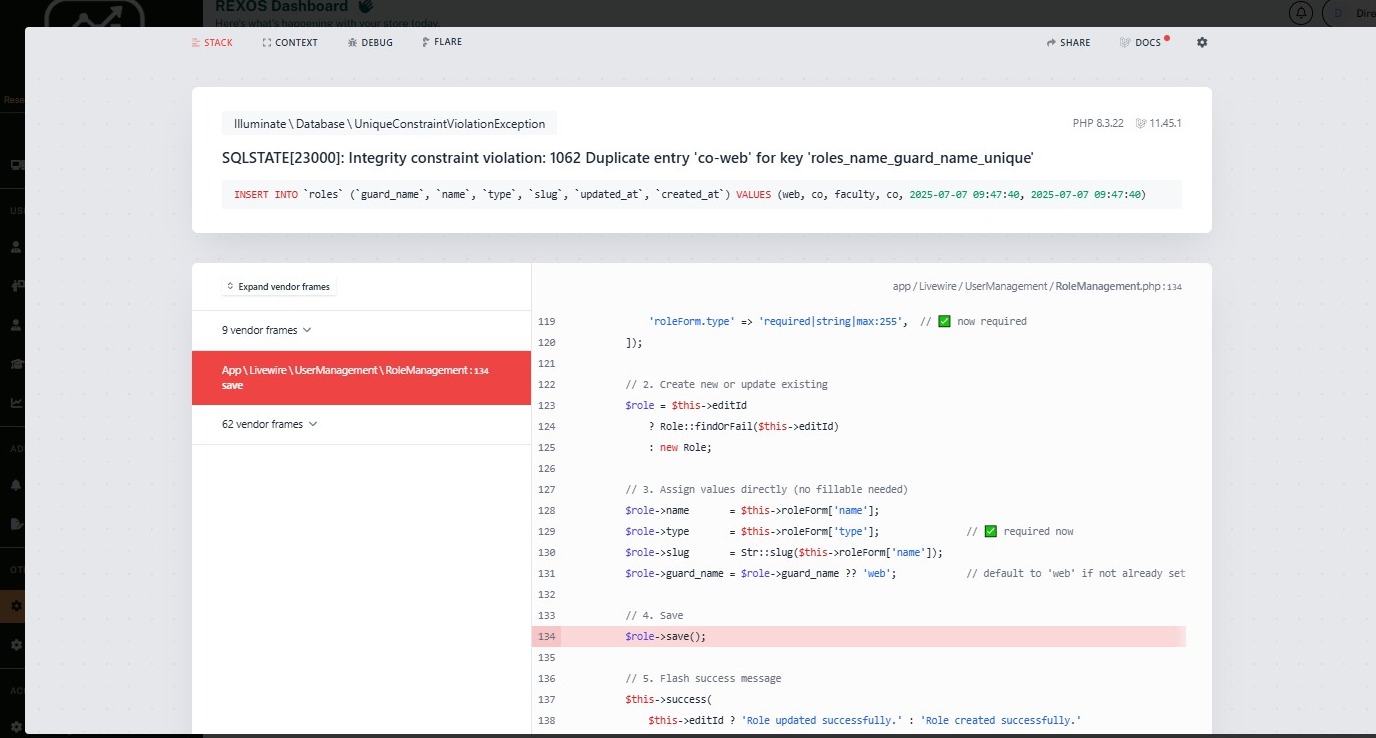 REXOS Dashboard
Here's what's happening with your store today.
STACK CONTEXT DEBUG FLARE SHARE DOCS
Illuminate \ Database \ UniqueConstraintViolationException
PHP 8.3.22 11.45.1
SQLSTATE[23000]: Integrity constraint violation: 1062 Duplicate entry 'co-web' for key 'roles_name_guard_name_unique'
INSERT INTO `roles` (`guard_name`, `name`, `type`, `slug`, `updated_at`, `created_at`) VALUES (web, co, faculty, co, 2025-07-07 09:47:40, 2025-07-07 09:47:40)
Expand vendor frames
9 vendor frames
App \ Livewire \ UserManagement \ RoleManagement : 134
save
62 vendor frames
app / Livewire / UserManagement / RoleManagement.php : 134
119 'roleForm.type' => 'required|string|max:255', // ✅ now required
120 ]);
121
122 // 2. Create new or update existing
123 $role = $this->editId
124 ? Role::findOrFail($this->editId)
125 : new Role;
126
127 // 3. Assign values directly (no fillable needed)
128 $role->name = $this->roleForm['name'];
129 $role->type = $this->roleForm['type']; // ✅ required now
130 $role->slug = Str::slug($this->roleForm['name']);
131 $role->guard_name = $role->guard_name ?? 'web'; // default to 'web' if not already set
132
133 // 4. Save
134 $role->save();
135
136 // 5. Flash success message
137 $this->success(
138 $this->editId ? 'Role updated successfully.' : 'Role created successfully.'